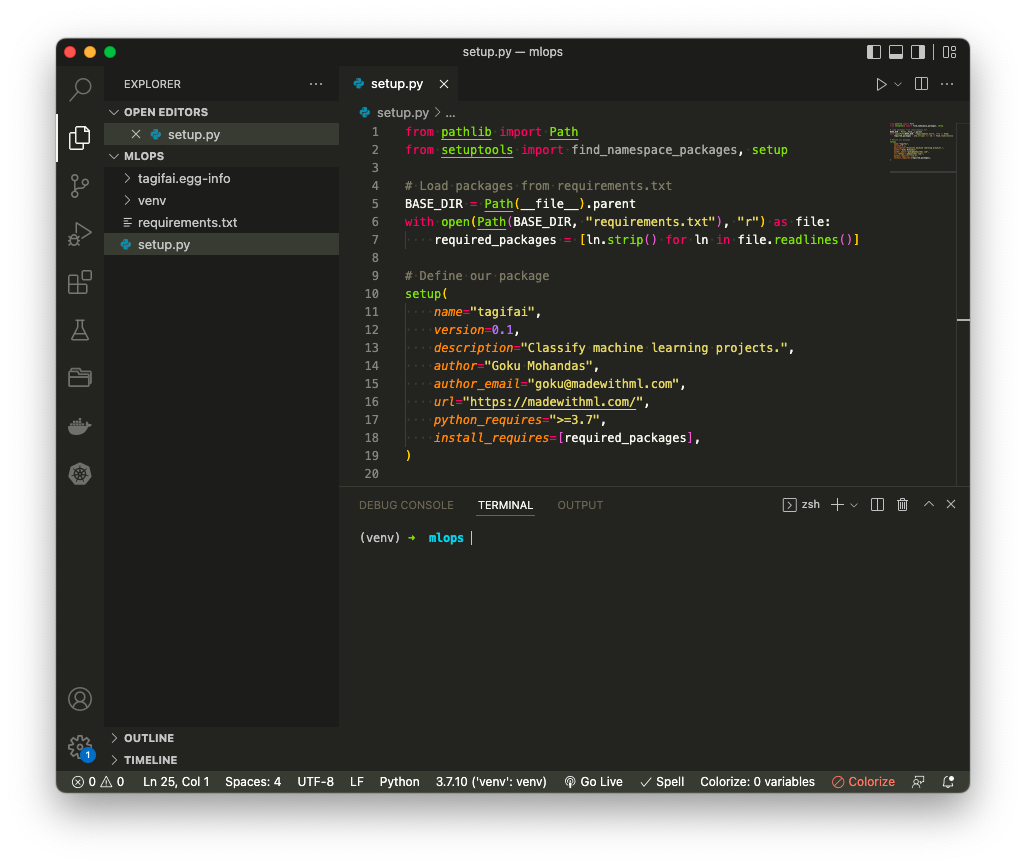 setup.py — mlops
EXPLORER
OPEN EDITORS
setup.py
MLOPS
tagifai.egg-info
venv
requirements.txt
setup.py
OUTLINE
TIMELINE
setup.py
setup.py > ...
1 from pathlib import Path
2 from setuptools import find_namespace_packages, setup
3
4 # Load packages from requirements.txt
5 BASE_DIR = Path(__file__).parent
6 with open(Path(BASE_DIR, "requirements.txt"), "r") as file:
7     required_packages = [ln.strip() for ln in file.readlines()]
8
9 # Define our package
10 setup(
11     name="tagifai",
12     version=0.1,
13     description="Classify machine learning projects.",
14     author="Goku Mohandas",
15     author_email="goku@madewithml.com",
16     url="https://madewithml.com/",
17     python_requires=">=3.7",
18     install_requires=[required_packages],
19 )
20
DEBUG CONSOLE TERMINAL OUTPUT zsh
(venv) ➜ mlops
1
0 0 Ln 25, Col 1 Spaces: 4 UTF-8 LF Python 3.7.10 ('venv': venv) Go Live Spell Colorize: 0 variables Colorize